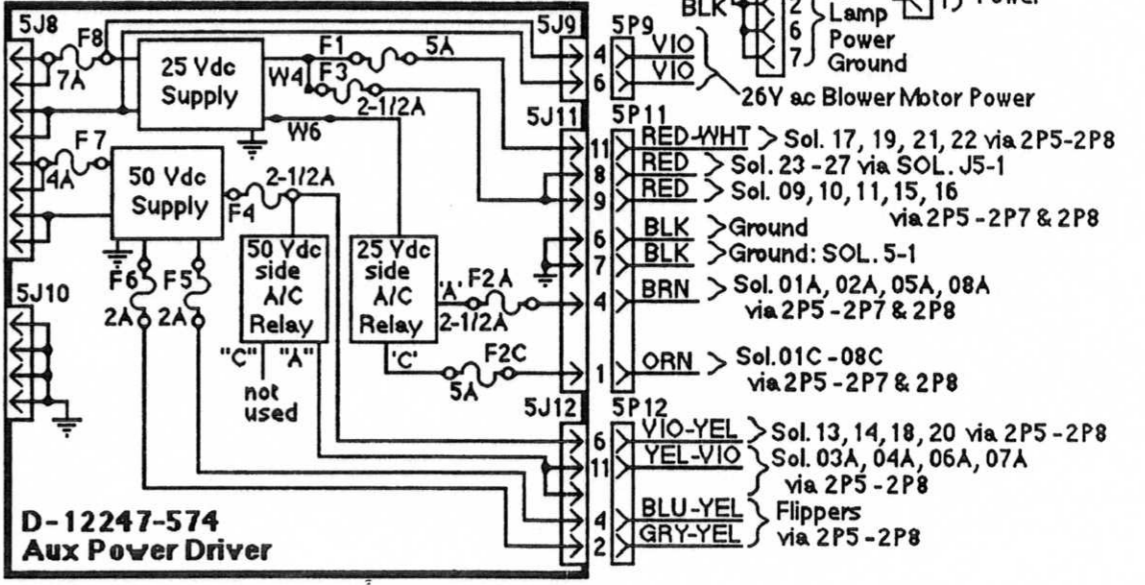 BLK
2
Lamp
1
Power
6
Power
7
Ground
5J8
F8
7A
25 Vdc
Supply
F1
5A
W4
F3
2-1/2A
W6
5J9
5P9
4
VIO
6
VIO
26V ac Blower Motor Power
F7
4A
50 Vdc
Supply
F4
2-1/2A
5J11
5P11
11
RED-WHT
Sol. 17, 19, 21, 22 via 2P5-2P8
8
RED
Sol. 23-27 via SOL. J5-1
9
RED
Sol. 09, 10, 11, 15, 16
via 2P5-2P7 & 2P8
6
BLK
Ground
7
BLK
Ground: SOL. 5-1
4
BRN
Sol. 01A, 02A, 05A, 08A
via 2P5-2P7 & 2P8
1
ORN
Sol. 01C-08C
via 2P5-2P7 & 2P8
F6
2A
F5
2A
50 Vdc
side
A/C
Relay
"C"
"A"
not
used
25 Vdc
side
A/C
Relay
'A'
F2A
2-1/2A
'C'
F2C
5A
5J10
5J12
5P12
6
VIO-YEL
Sol. 13, 14, 18, 20 via 2P5-2P8
11
YEL-VIO
Sol. 03A, 04A, 06A, 07A
via 2P5-2P8
4
BLU-YEL
Flippers
2
GRY-YEL
via 2P5-2P8
D-12247-574
Aux Power Driver